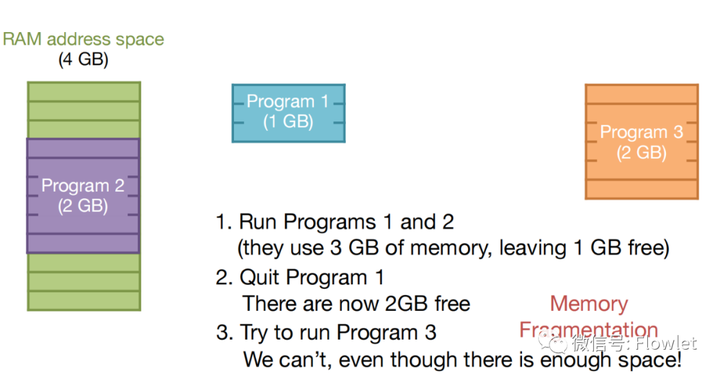 RAM address space
(4 GB)
Program 1
(1 GB)
Program 3
(2 GB)
Program 2
(2 GB)
1. Run Programs 1 and 2
(they use 3 GB of memory, leaving 1 GB free)
2. Quit Program 1
There are now 2GB free
Memory
Fragmentation
3. Try to run Program 3
微信号: Flowlet
We can't, even though there is enough space!